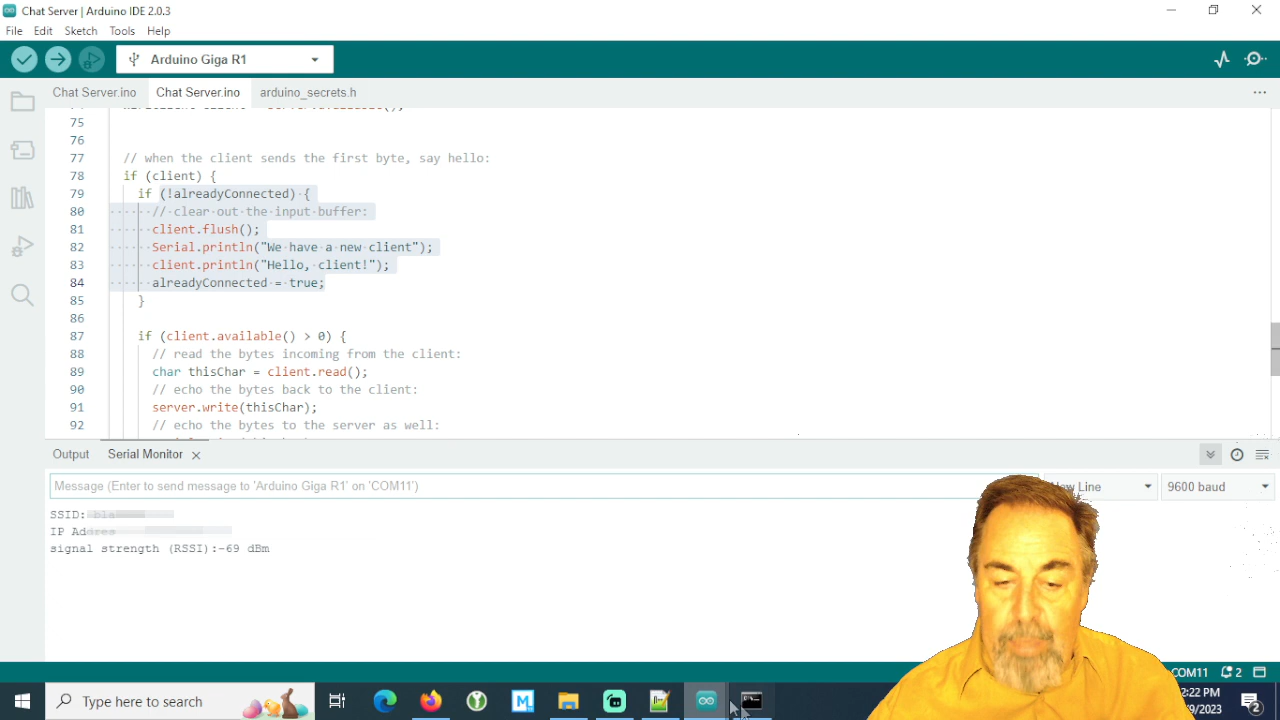 Chat Server | Arduino IDE 2.0.3
File Edit Sketch Tools Help
Arduino Giga R1
Chat Server.ino Chat Server.ino arduino_secrets.h
75
76
77 // when the client sends the first byte, say hello:
78 if (client) {
79 if (!alreadyConnected) {
80 // clear out the input buffer:
81 client.flush();
82 Serial.println("We have a new client");
83 client.println("Hello, client!");
84 alreadyConnected = true;
85 }
86
87 if (client.available() > 0) {
88 // read the bytes incoming from the client:
89 char thisChar = client.read();
90 // echo the bytes back to the client:
91 server.write(thisChar);
92 // echo the bytes to the server as well:
Output Serial Monitor
Message (Enter to send message to 'Arduino Giga R1' on 'COM11') New Line 9600 baud
SSID:
IP Addres
signal strength (RSSI):-69 dBm
COM11 2
Type here to search
2:22 PM
/2023
2